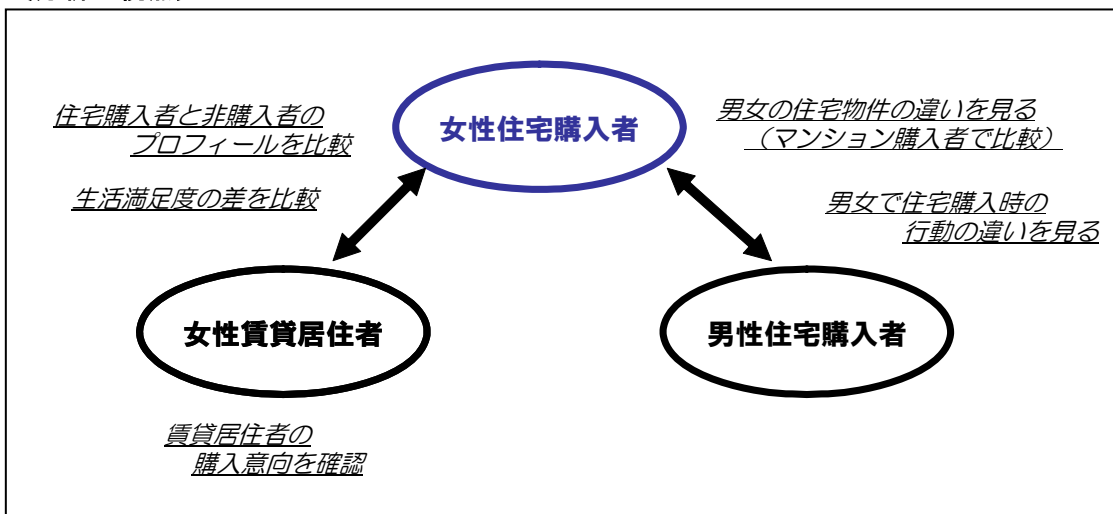 女性住宅購入者
住宅購入者と非購入者の
プロフィールを比較
生活満足度の差を比較
男女の住宅物件の違いを見る
（マンション購入者で比較）
男女で住宅購入時の
行動の違いを見る
女性賃貸居住者
男性住宅購入者
賃貸居住者の
購入意向を確認